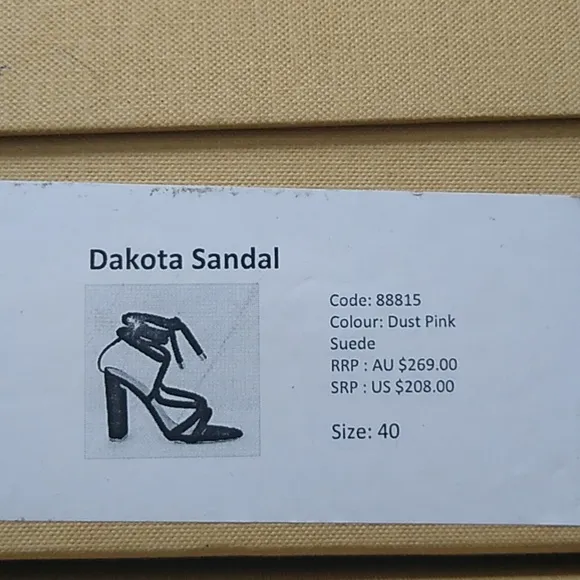 Dakota Sandal
Code: 88815
Colour: Dust Pink
Suede
RRP : AU $269.00
SRP : US $208.00
Size: 40